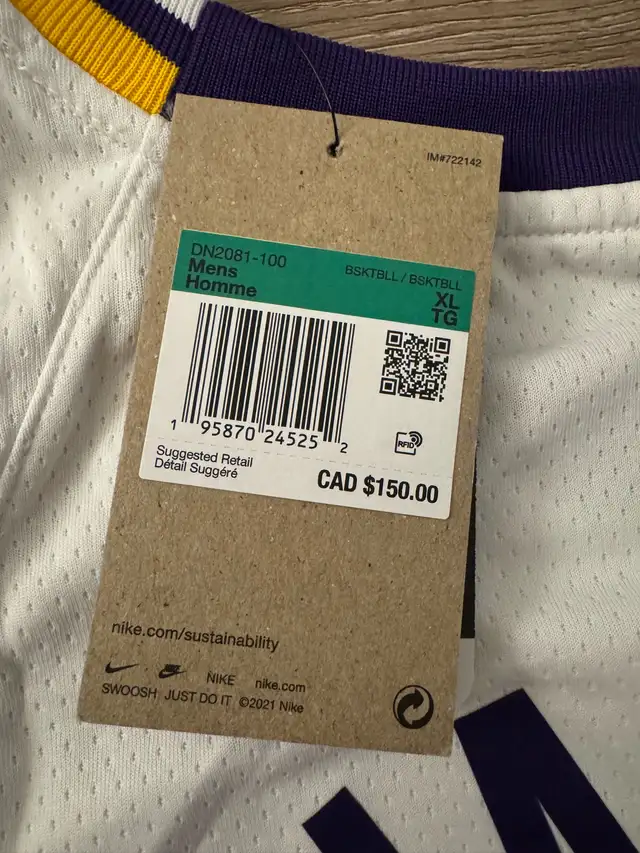 IM#722142
DN2081-100
Mens
Homme
BSKTBLL / BSKTBLL
XL
TG
1 95870 24525 2
RFID
Suggested Retail
Détail Suggéré
CAD $150.00
nike.com/sustainability
NIKE nike.com
SWOOSH JUST DO IT ©2021 Nike